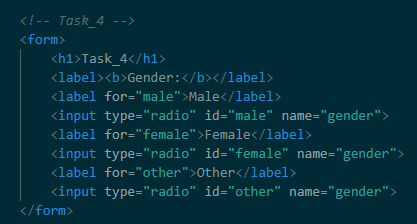 <!-- Task_4 -->
<form>
<h1>Task_4</h1>
<label><b>Gender:</b></label>
<label for="male">Male</label>
<input type="radio" id="male" name="gender">
<label for="female">Female</label>
<input type="radio" id="female" name="gender">
<label for="other">Other</label>
<input type="radio" id="other" name="gender">
</form>